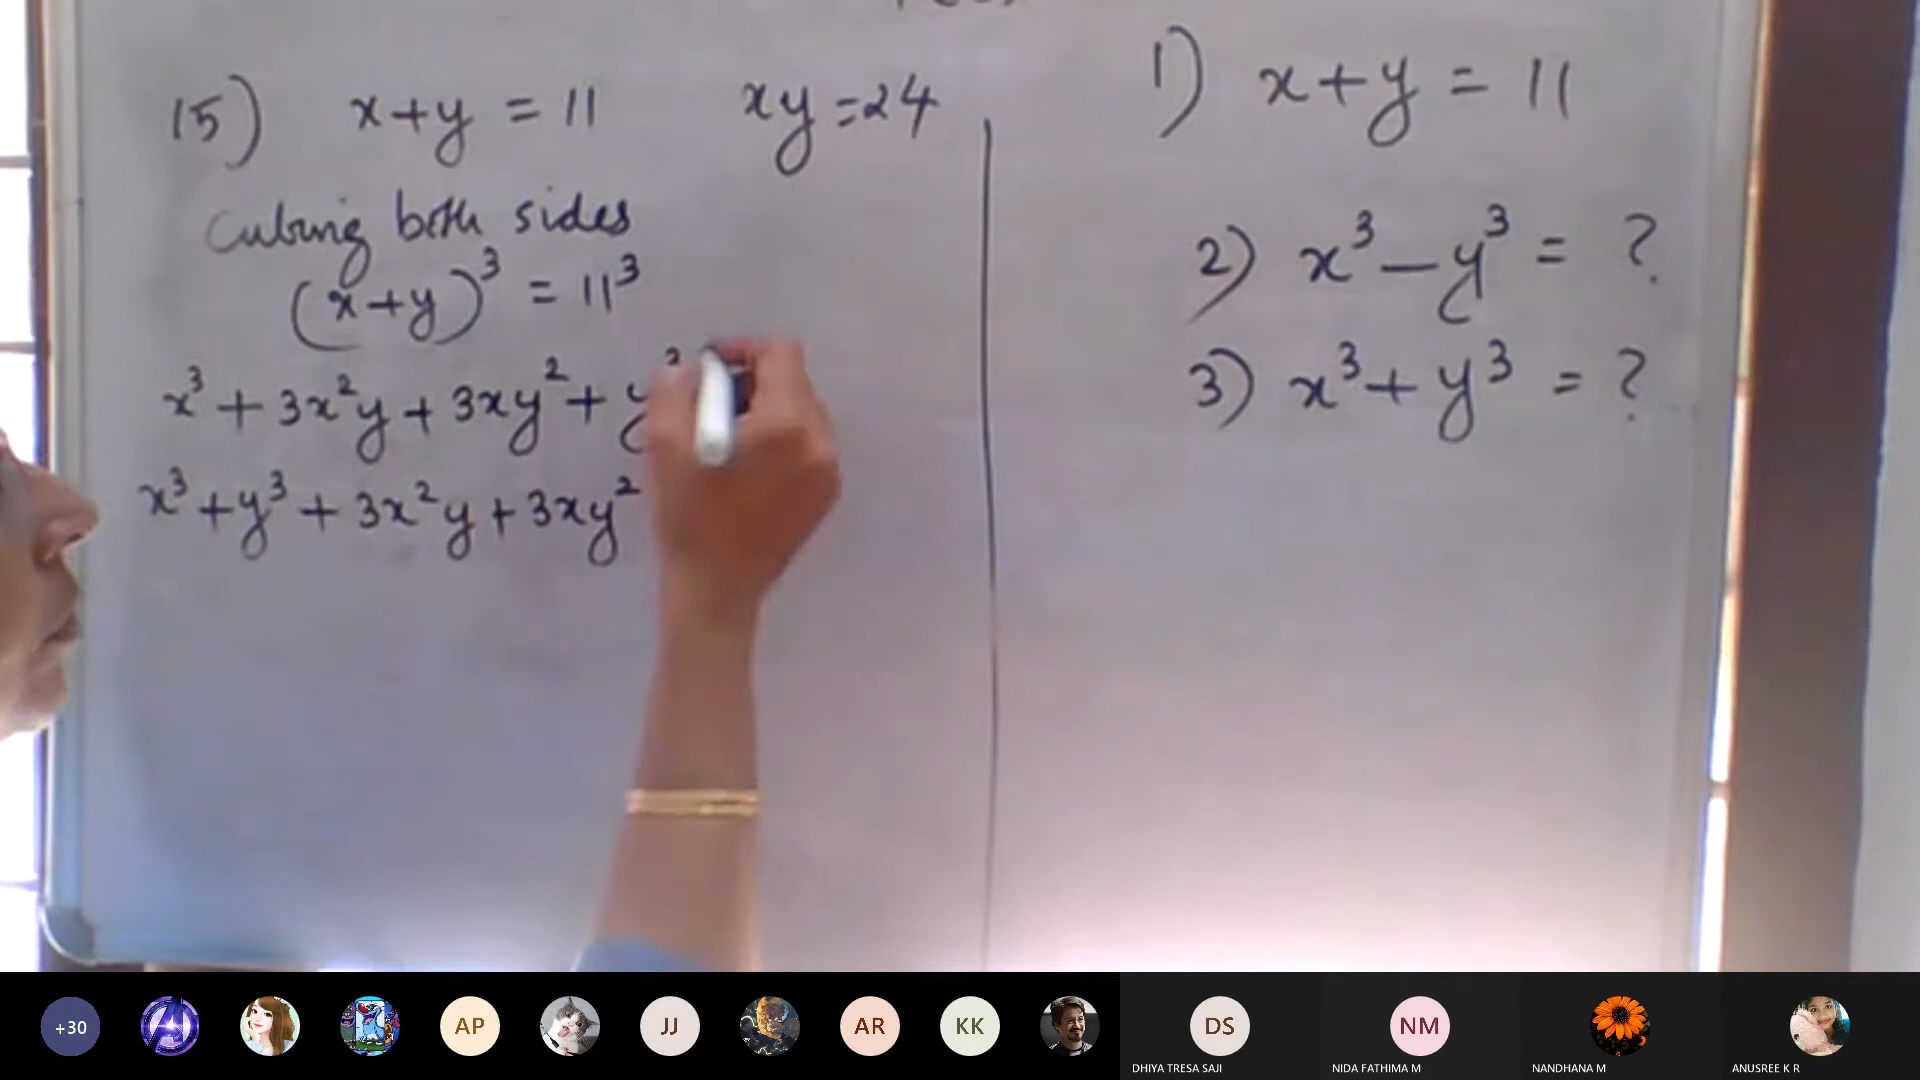 15) x+y = 11 xy=24
Cubing both sides
(x+y)³ = 11³
x³ + 3x²y + 3xy² + y
x³ +y³ + 3x²y + 3xy²
1) x+y = 11
2) x³ — y³ = ?
3) x³ + y³ = ?
+30
AP
JJ
AR
KK
DS
DHIYA TRESA SAJI
NM
NIDA FATHIMA M
NANDHANA M
ANUSREE K R